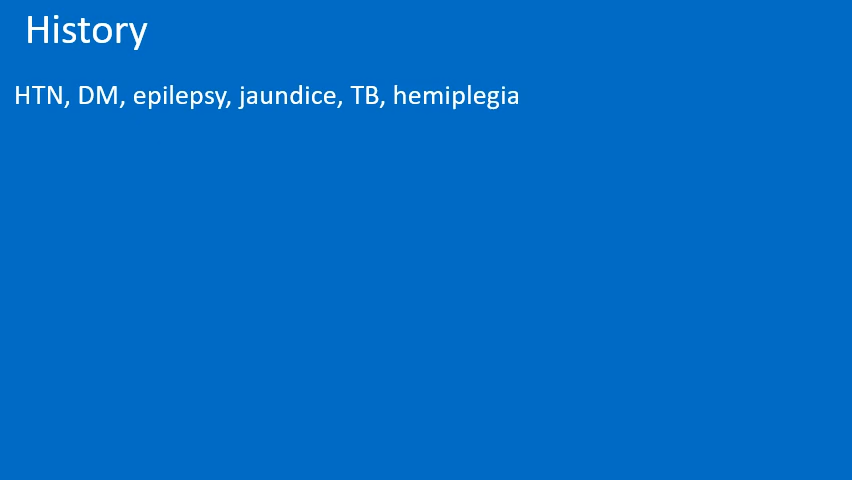 History
HTN, DM, epilepsy, jaundice, TB, hemiplegia